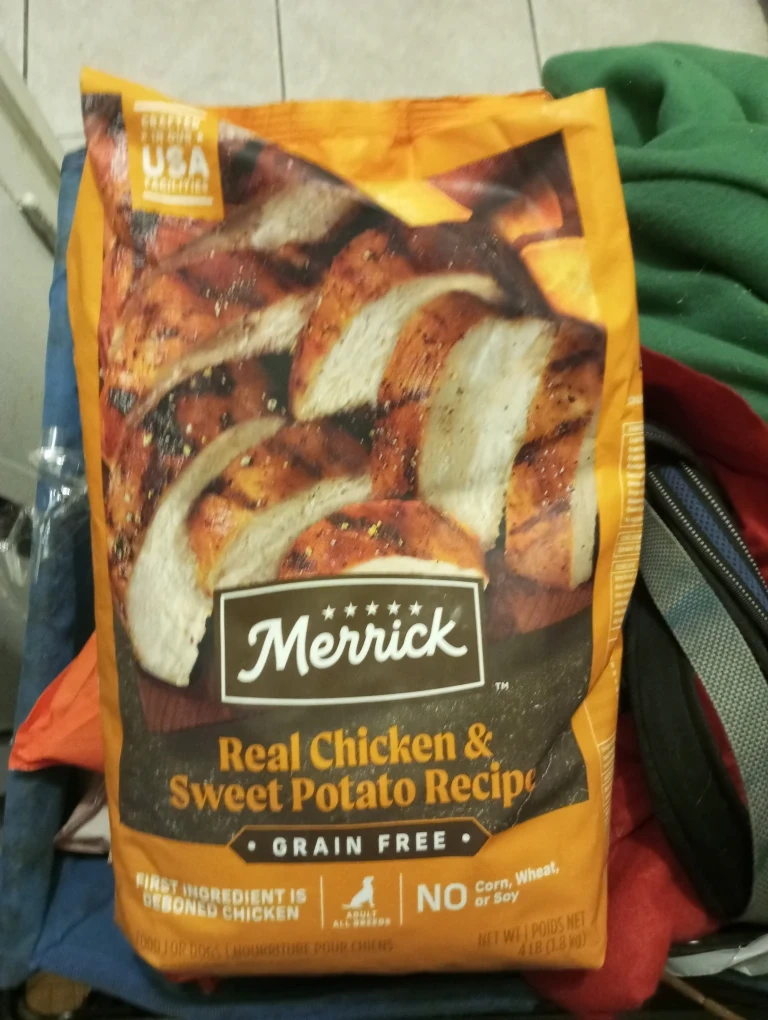 CRAFTED
IN OUR
USA
FACILITIES
Merrick
™
Real Chicken &
Sweet Potato Recipe
• GRAIN FREE •
FIRST INGREDIENT IS
DEBONED CHICKEN
ADULT
ALL BREEDS
NO Corn, Wheat,
or Soy
FOOD FOR DOGS | NOURRITURE POUR CHIENS
NET WT | POIDS NET
4 LB (1.8 kg)